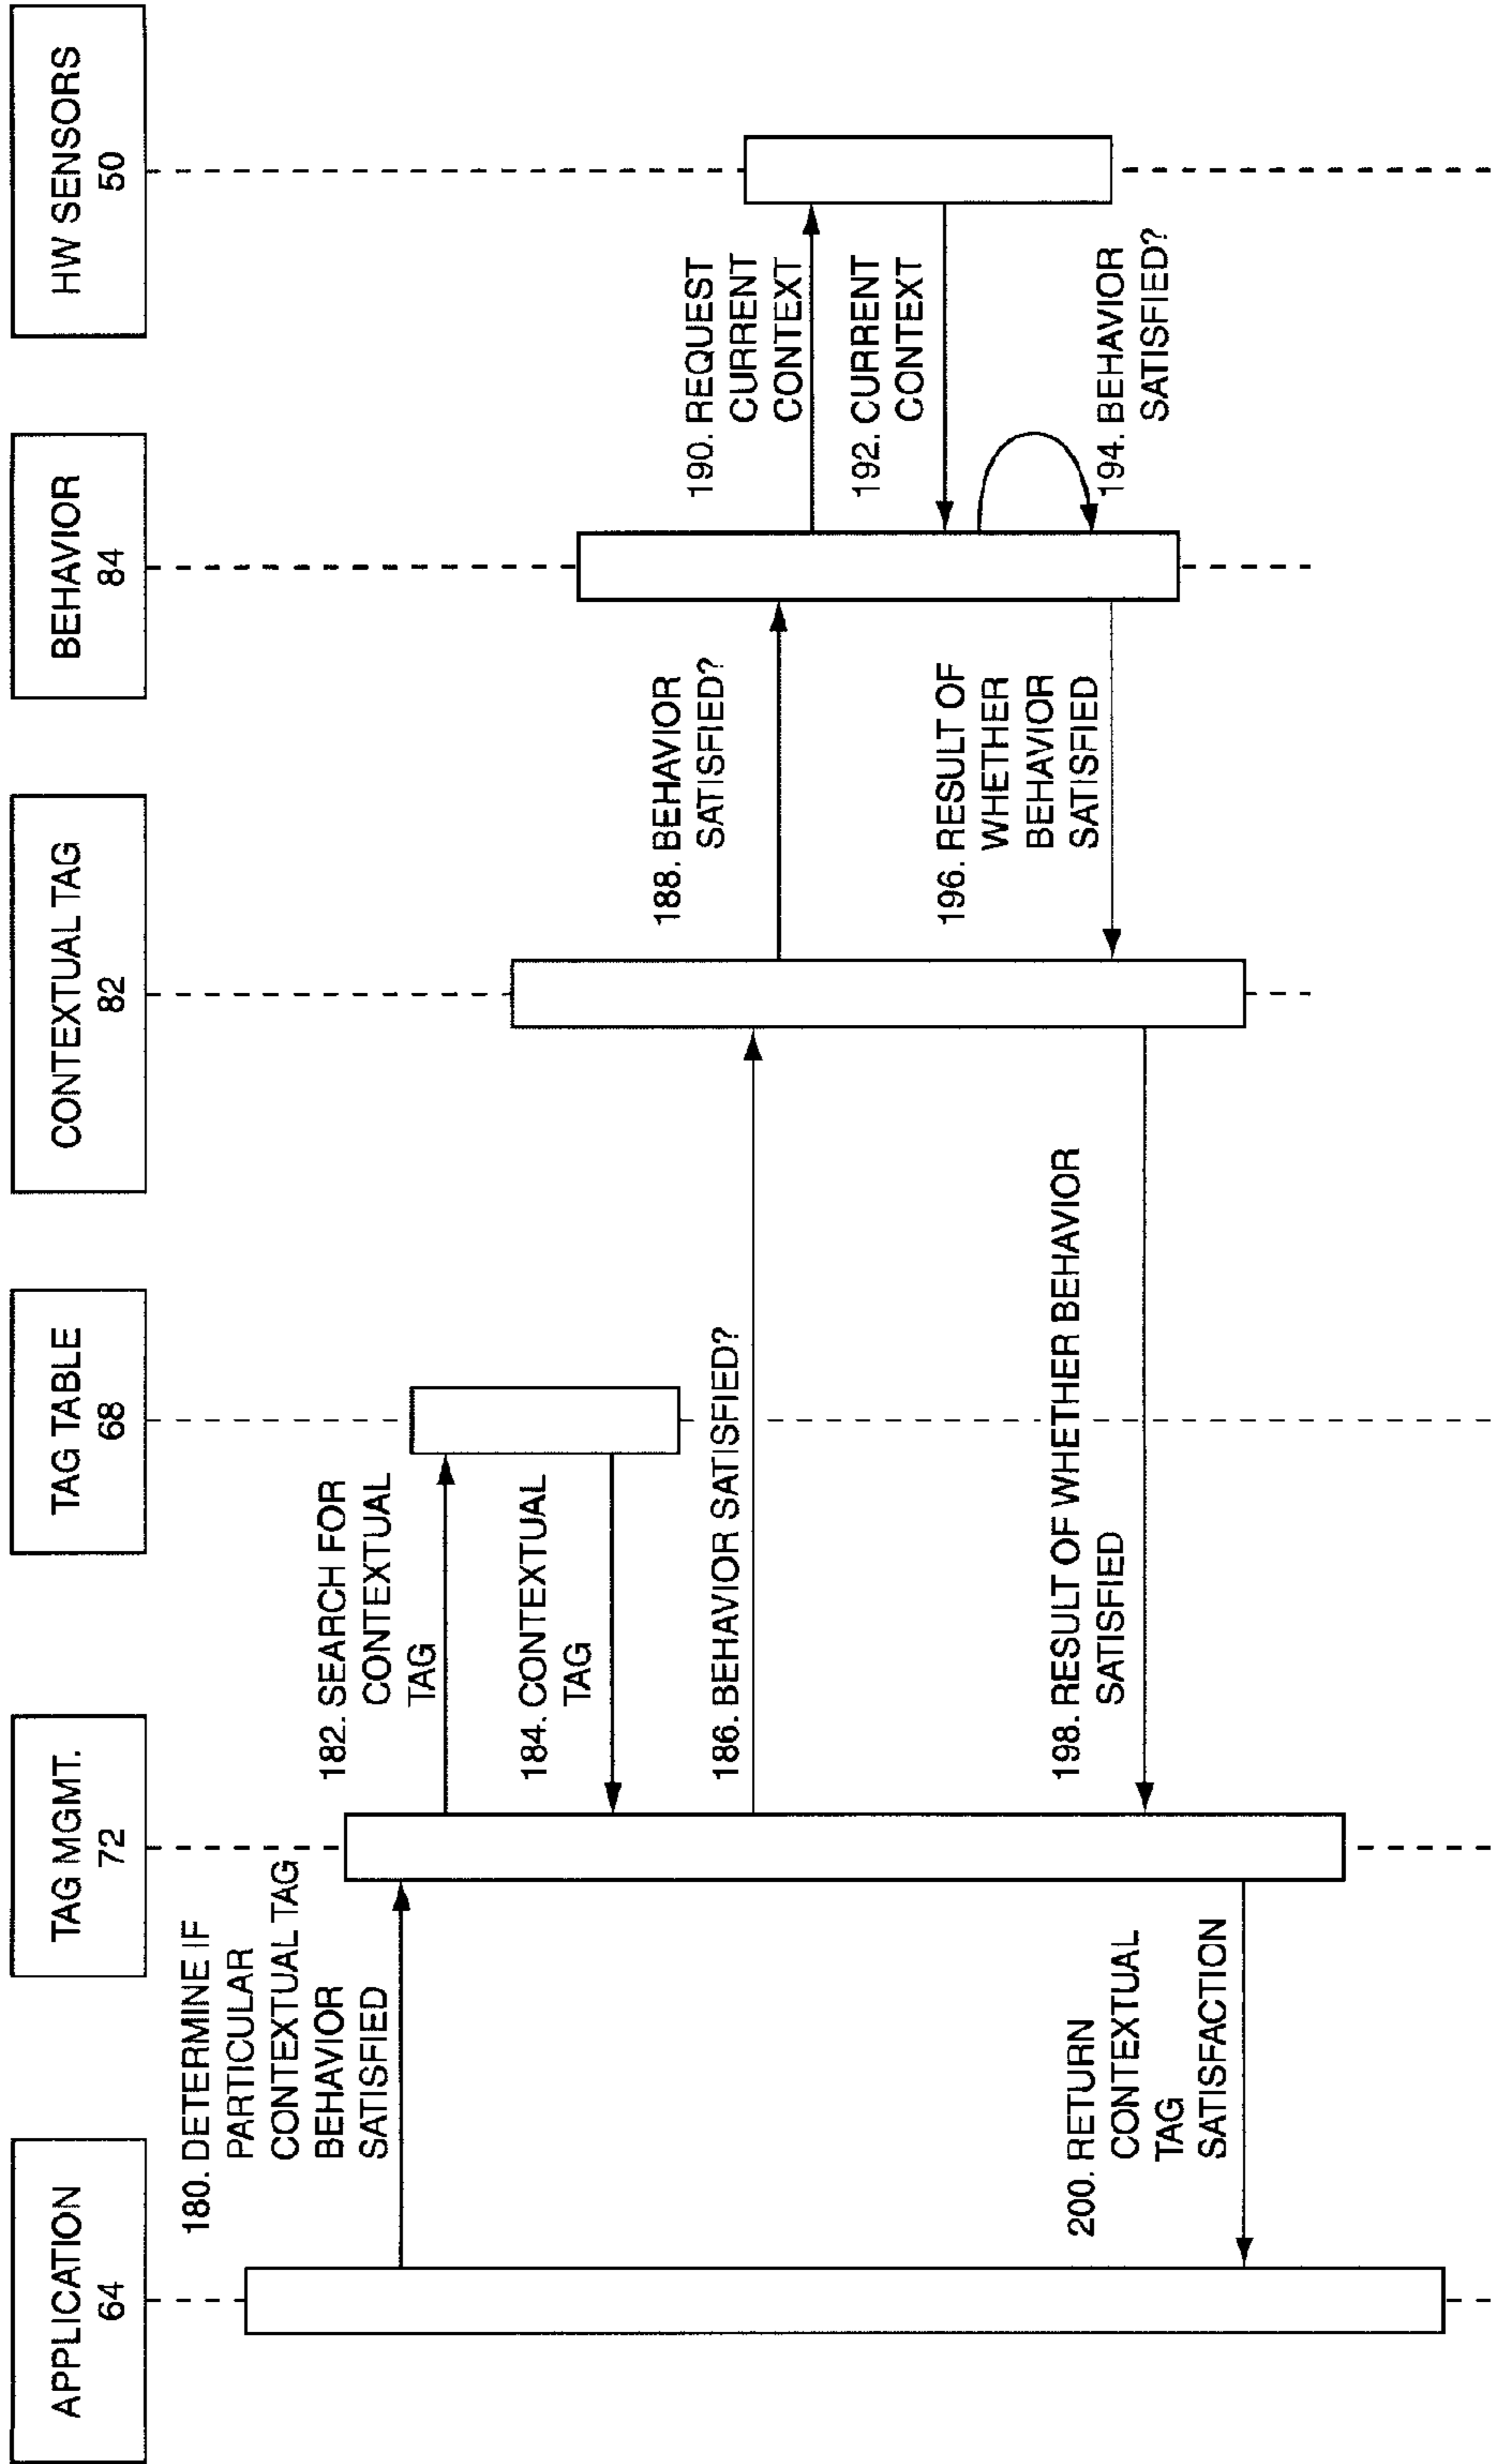 APPLICATION
64
TAG MGMT.
72
TAG TABLE
68
CONTEXTUAL TAG
82
BEHAVIOR
84
HW SENSORS
50
180. DETERMINE IF
PARTICULAR
CONTEXTUAL TAG
BEHAVIOR
SATISFIED
182. SEARCH FOR
CONTEXTUAL
TAG
184. CONTEXTUAL
TAG
186. BEHAVIOR SATISFIED?
188. BEHAVIOR
SATISFIED?
190. REQUEST
CURRENT
CONTEXT
192. CURRENT
CONTEXT
194. BEHAVIOR
SATISFIED?
196. RESULT OF
WHETHER
BEHAVIOR
SATISFIED
198. RESULT OF WHETHER BEHAVIOR
SATISFIED
200. RETURN
CONTEXTUAL
TAG
SATISFACTION